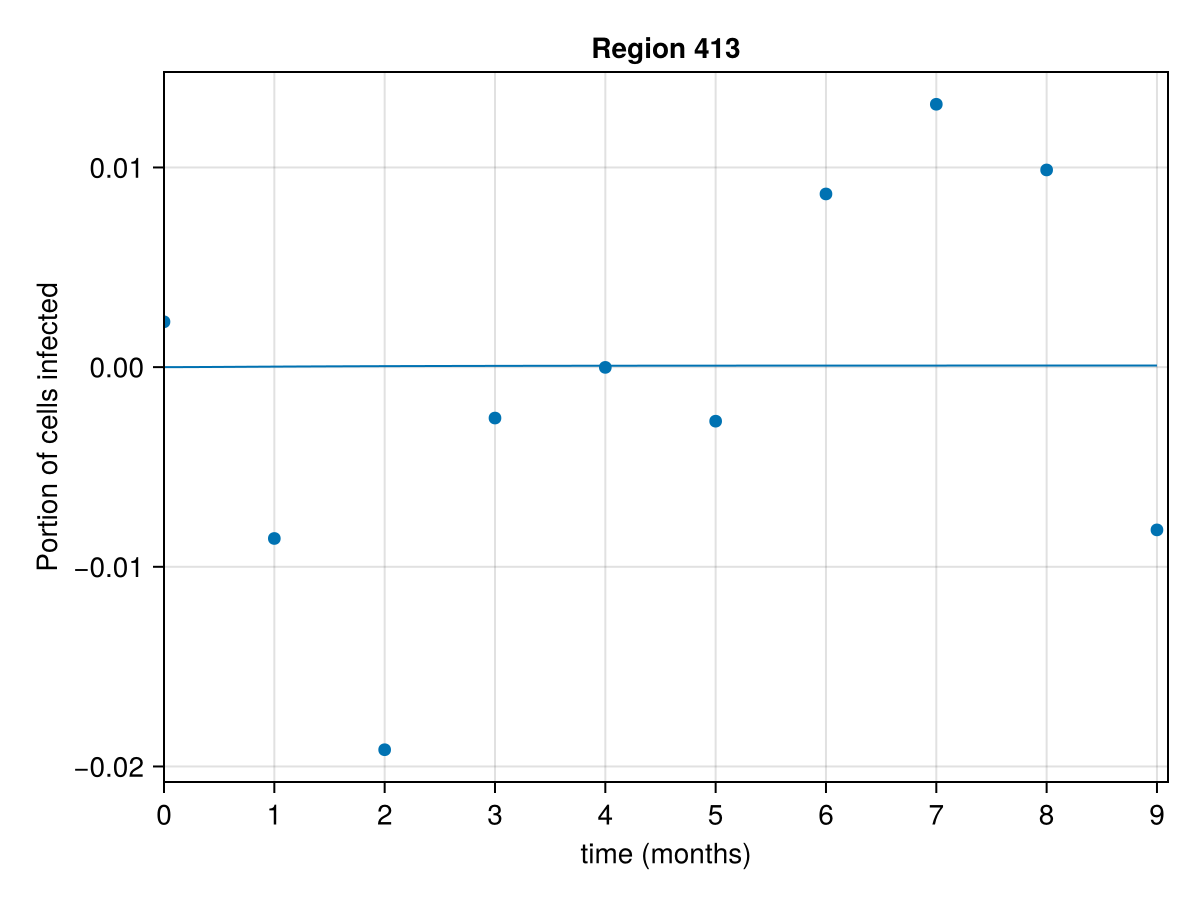 Region 413
Portion of cells infected
0.01
0.00
−0.01
−0.02
0 1 2 3 4 5 6 7 8 9
time (months)